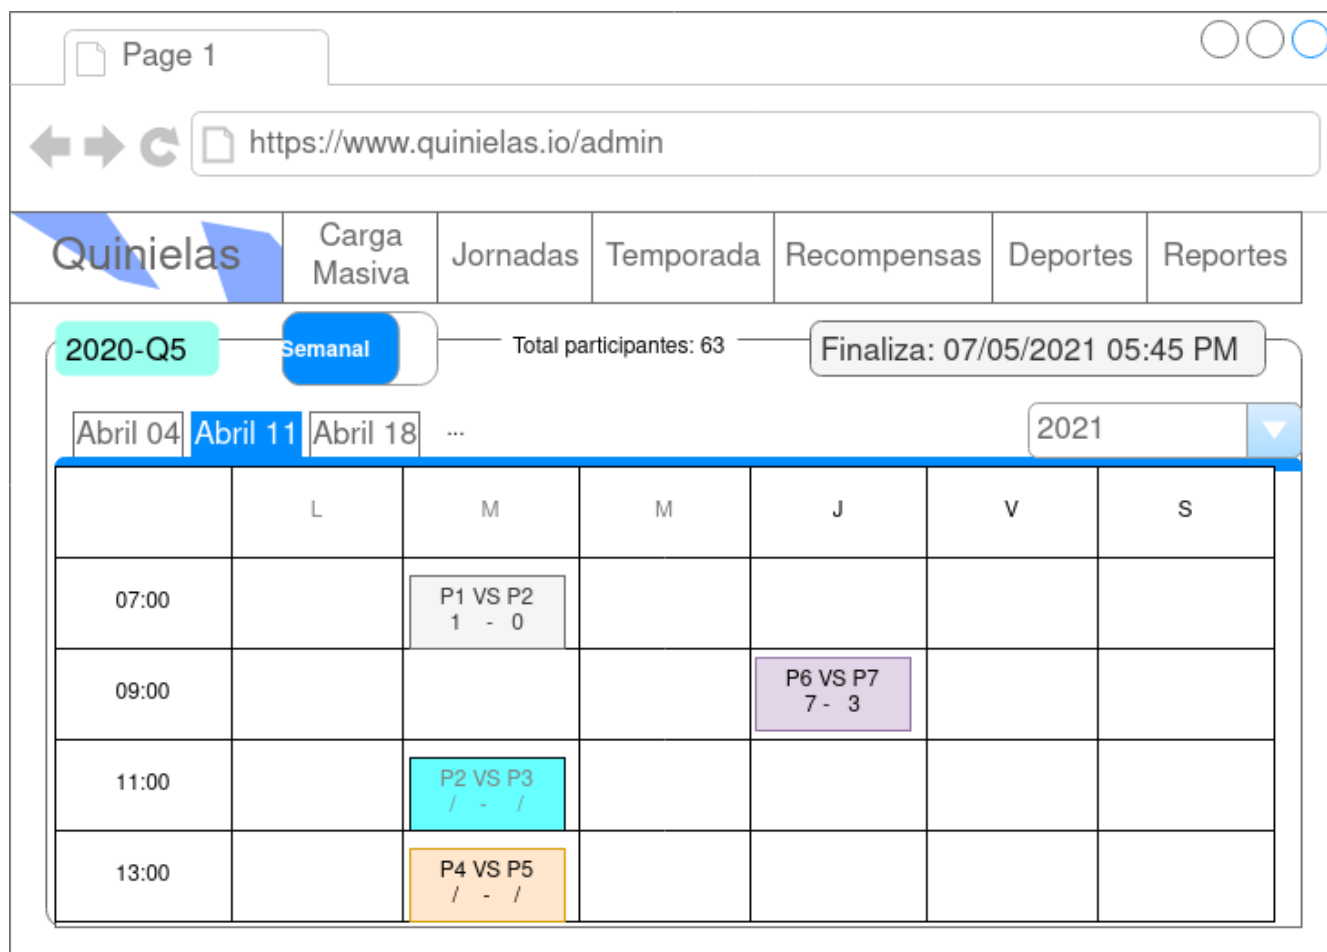 Page 1
https://www.quinielas.io/admin
Quinielas
Carga
Masiva
Jornadas
Temporada
Recompensas
Deportes
Reportes
2020-Q5
Semanal
Total participantes: 63
Finaliza: 07/05/2021 05:45 PM
Abril 04
Abril 11
Abril 18
...
2021
L
M
M
J
V
S
07:00
P1 VS P2
1 - 0
09:00
P6 VS P7
7 - 3
11:00
P2 VS P3
/ - /
13:00
P4 VS P5
/ - /